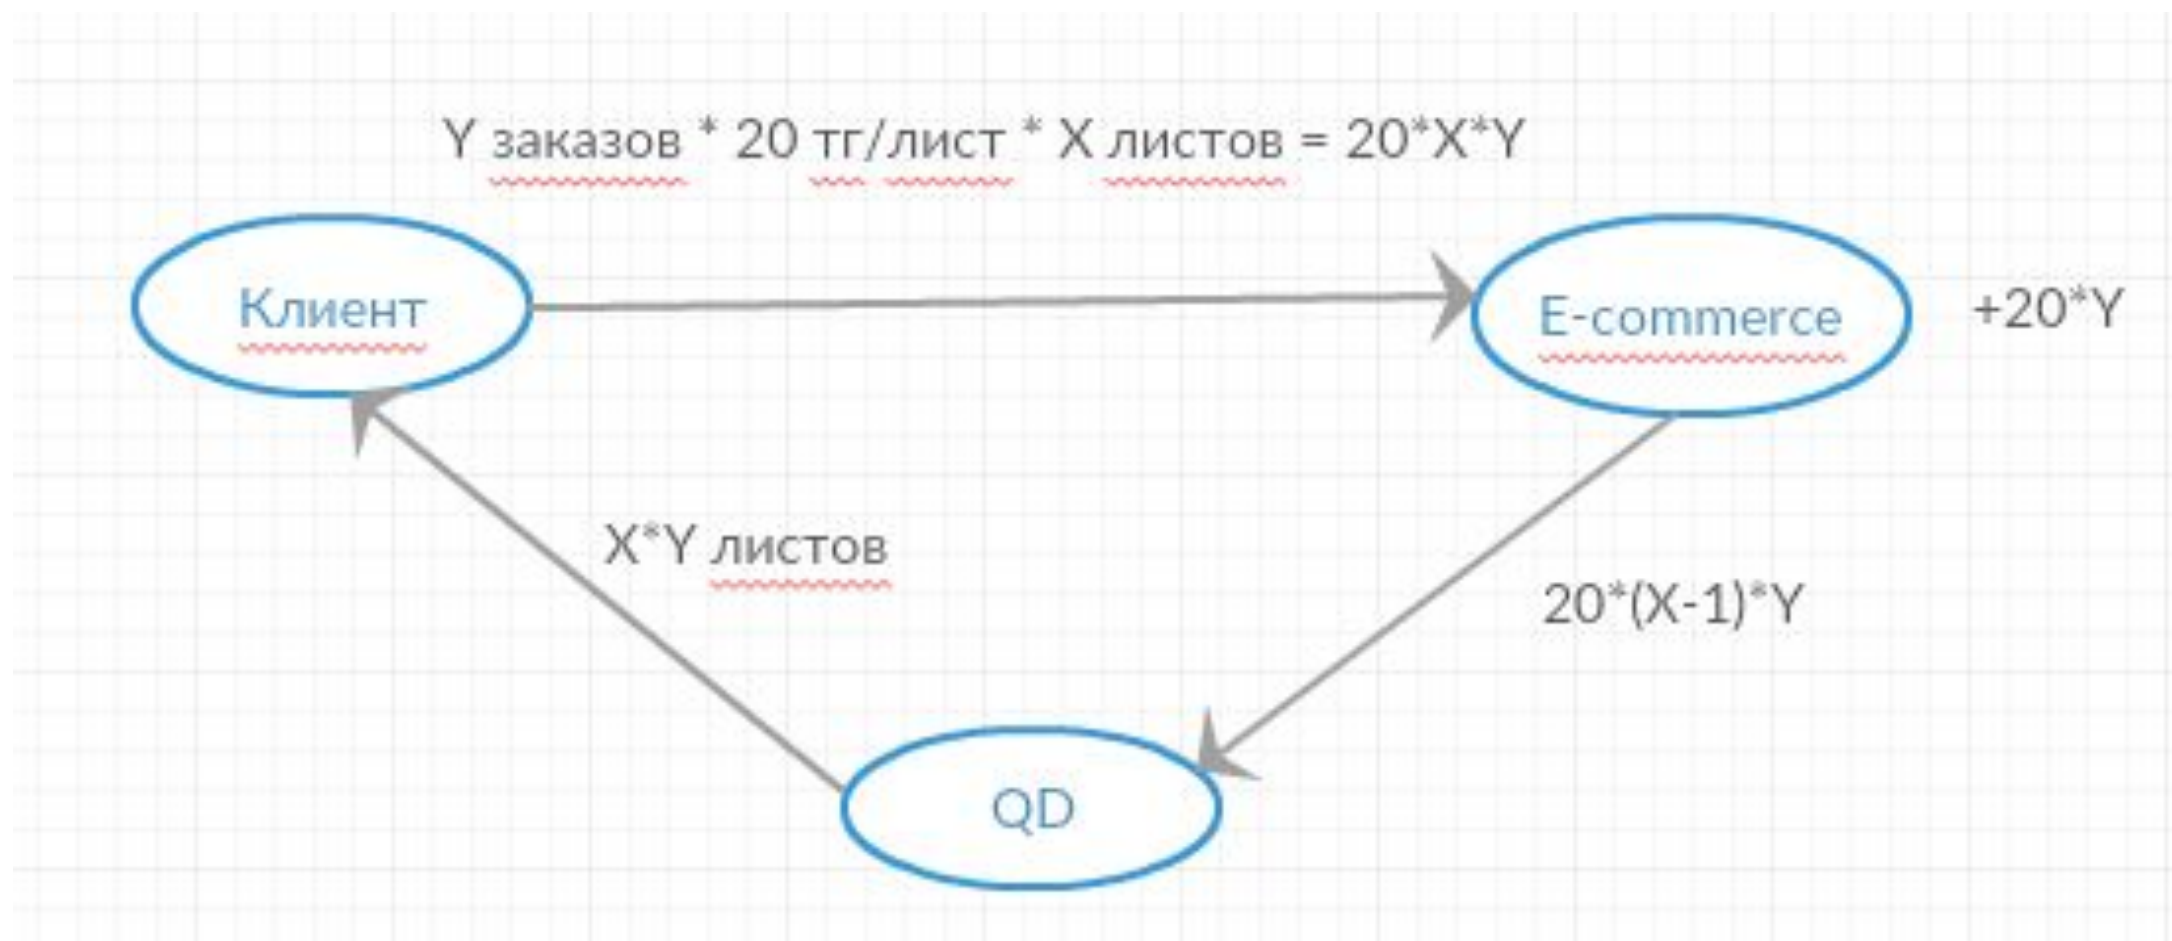 Y заказов * 20 тг/лист * X листов = 20*X*Y
Клиент
E-commerce
+20*Y
X*Y листов
20*(X-1)*Y
QD